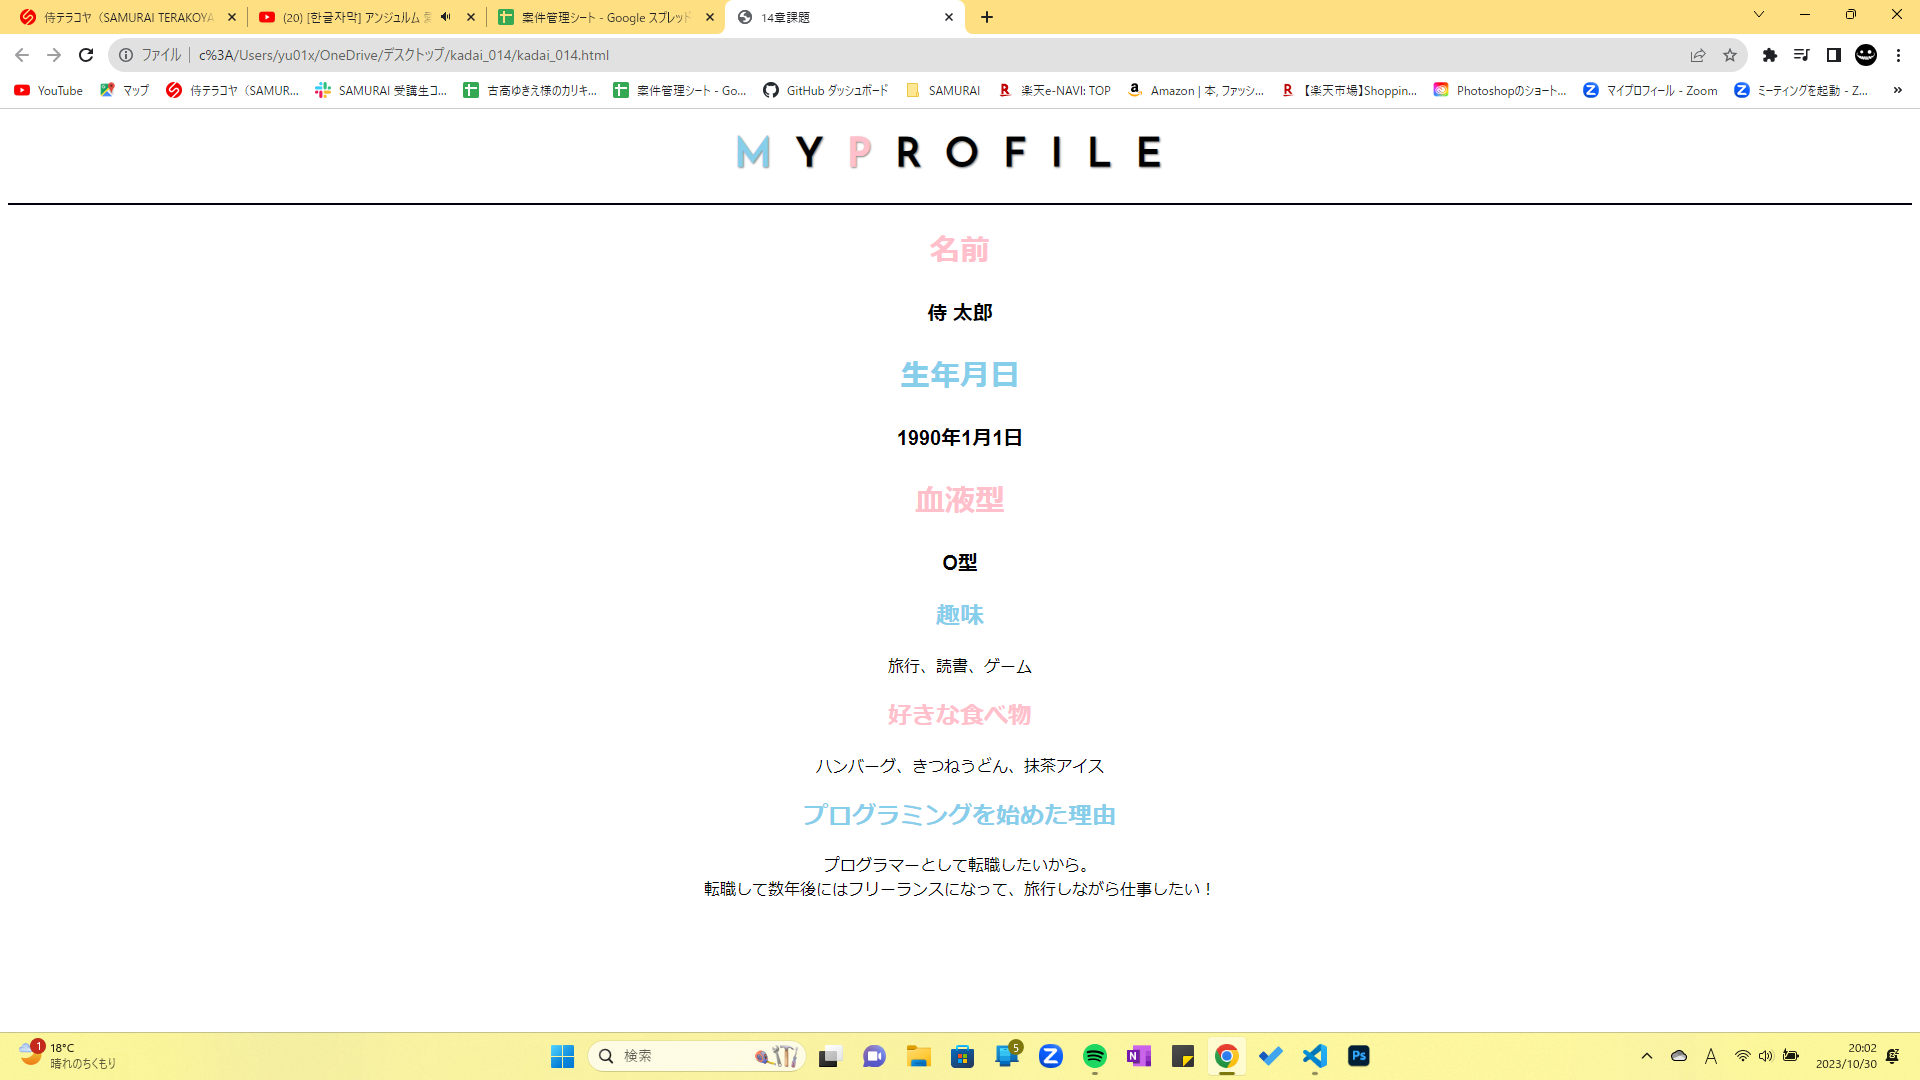 侍テラコヤ（SAMURAI TERAKOYA
(20) [한글자막] アンジュルム
案件管理シート - Google スプレッド
14章課題
ファイル
c%3A/Users/yu01x/OneDrive/デスクトップ/kadai_014/kadai_014.html
YouTube
マップ
侍テラコヤ（SAMUR...
SAMURAI 受講生コ...
古高ゆきえ様のカリキ...
案件管理シート - Go...
GitHub ダッシュボード
SAMURAI
楽天e-NAVI: TOP
Amazon | 本, ファッシ...
【楽天市場】Shoppin...
Photoshopのショート...
マイプロフィール - Zoom
ミーティングを起動 - Z...
MY PROFILE
名前
侍 太郎
生年月日
1990年1月1日
血液型
O型
趣味
旅行、読書、ゲーム
好きな食べ物
ハンバーグ、きつねうどん、抹茶アイス
プログラミングを始めた理由
プログラマーとして転職したいから。
転職して数年後にはフリーランスになって、旅行しながら仕事したい！
1
18°C
晴れのちくもり
検索
5
N
Ps
A
20:02
2023/10/30